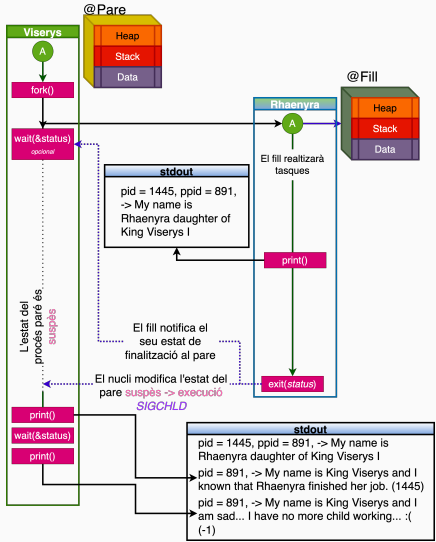 @Pare
Viserys
Heap
Stack
Data
A
fork()
@Fill
Rhaenyra
Heap
Stack
Data
A
wait(&status)
opcional
El fill realtizarà
tasques
stdout
pid = 1445, ppid = 891,
-> My name is
Rhaenyra daughter of
King Viserys I
print()
L'estat del
procés paré és
suspès
El fill notifica el
seu estat de
finalització al pare
El nucli modifica l'estat del
pare suspès -> execució
SIGCHLD
exit(status)
print()
wait(&status)
print()
stdout
pid = 1445, ppid = 891, -> My name is
Rhaenyra daughter of King Viserys I
pid = 891, -> My name is King Viserys and I
known that Rhaenyra finished her job. (1445)
pid = 891, -> My name is King Viserys and I
am sad... I have no more child working... :(
(-1)